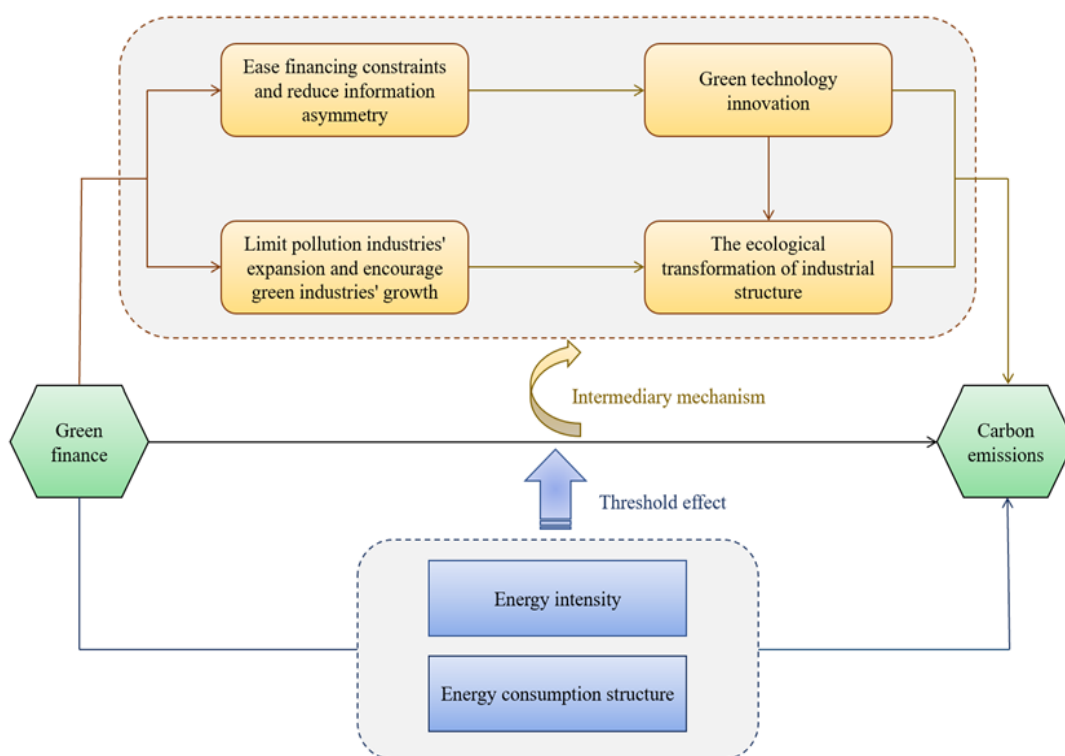 Ease financing constraints
and reduce information
asymmetry
Green technology
innovation
Limit pollution industries'
expansion and encourage
green industries' growth
The ecological
transformation of industrial
structure
Intermediary mechanism
Green
finance
Carbon
emissions
Threshold effect
Energy intensity
Energy consumption structure